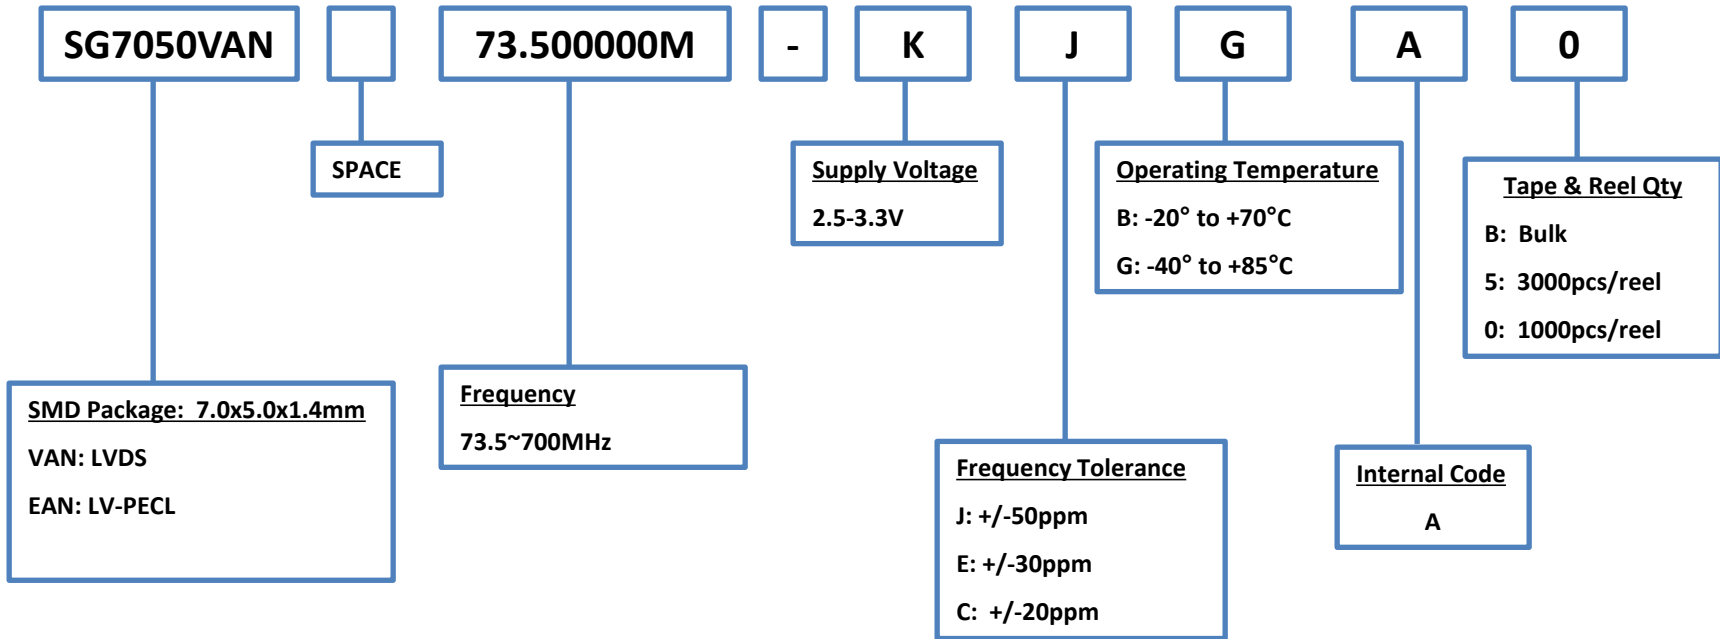 SG7050VAN 73.500000M - K J G A 0
SPACE
Supply Voltage
2.5-3.3V
Operating Temperature
B: -20° to +70°C
G: -40° to +85°C
Tape & Reel Qty
B: Bulk
5: 3000pcs/reel
0: 1000pcs/reel
SMD Package: 7.0x5.0x1.4mm
VAN: LVDS
EAN: LV-PECL
Frequency
73.5~700MHz
Frequency Tolerance
J: +/-50ppm
E: +/-30ppm
C: +/-20ppm
Internal Code
A